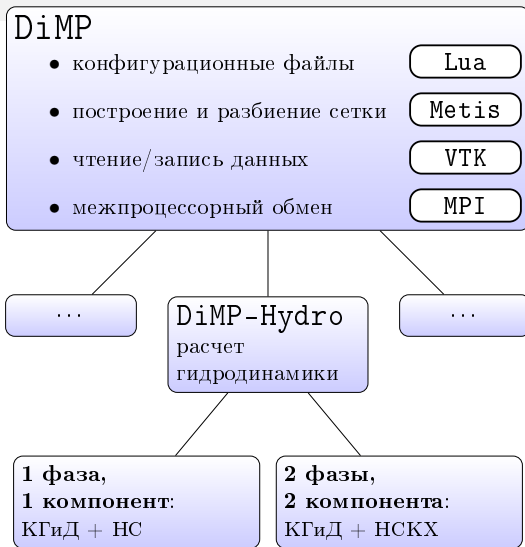 DiMP
• конфигурационные файлы Lua
• построение и разбиение сетки Metis
• чтение/запись данных VTK
• межпроцессорный обмен MPI
...
DiMP-Hydro
расчет
гидродинамики
...
1 фаза,
1 компонент:
КГиД + НС
2 фазы,
2 компонента:
КГиД + НСКХ